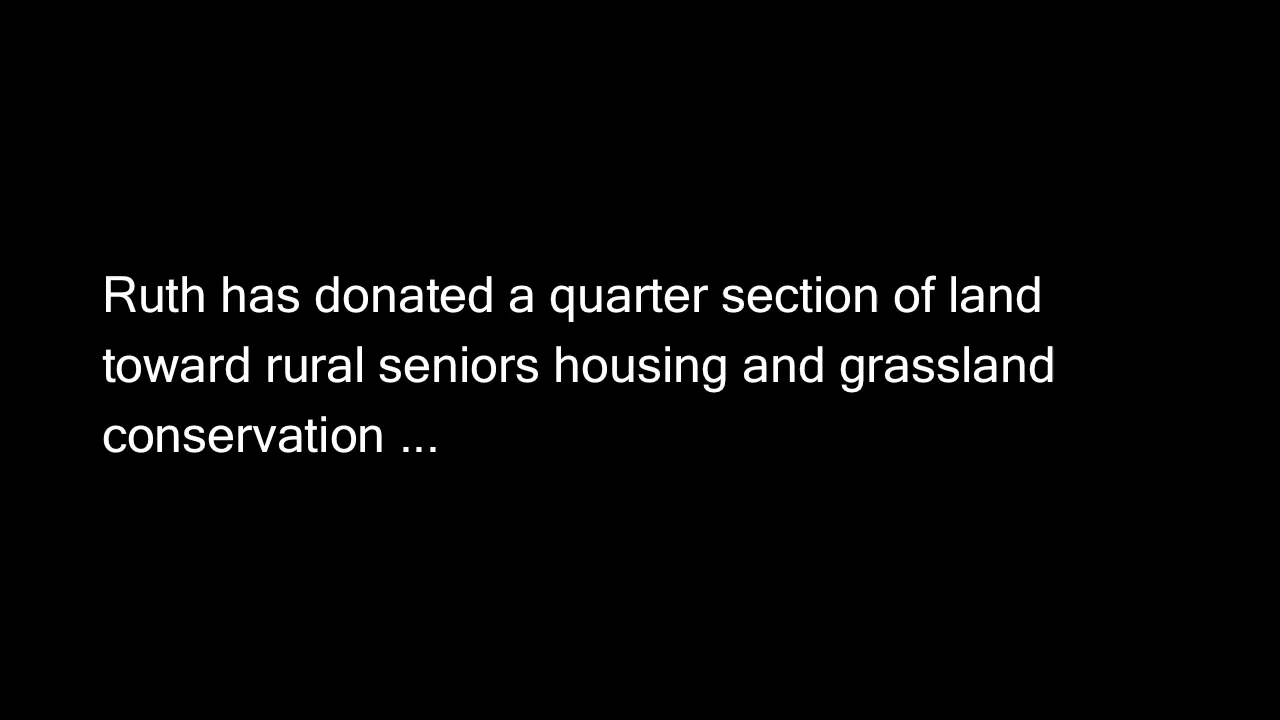 Ruth has donated a quarter section of land
toward rural seniors housing and grassland
conservation ...